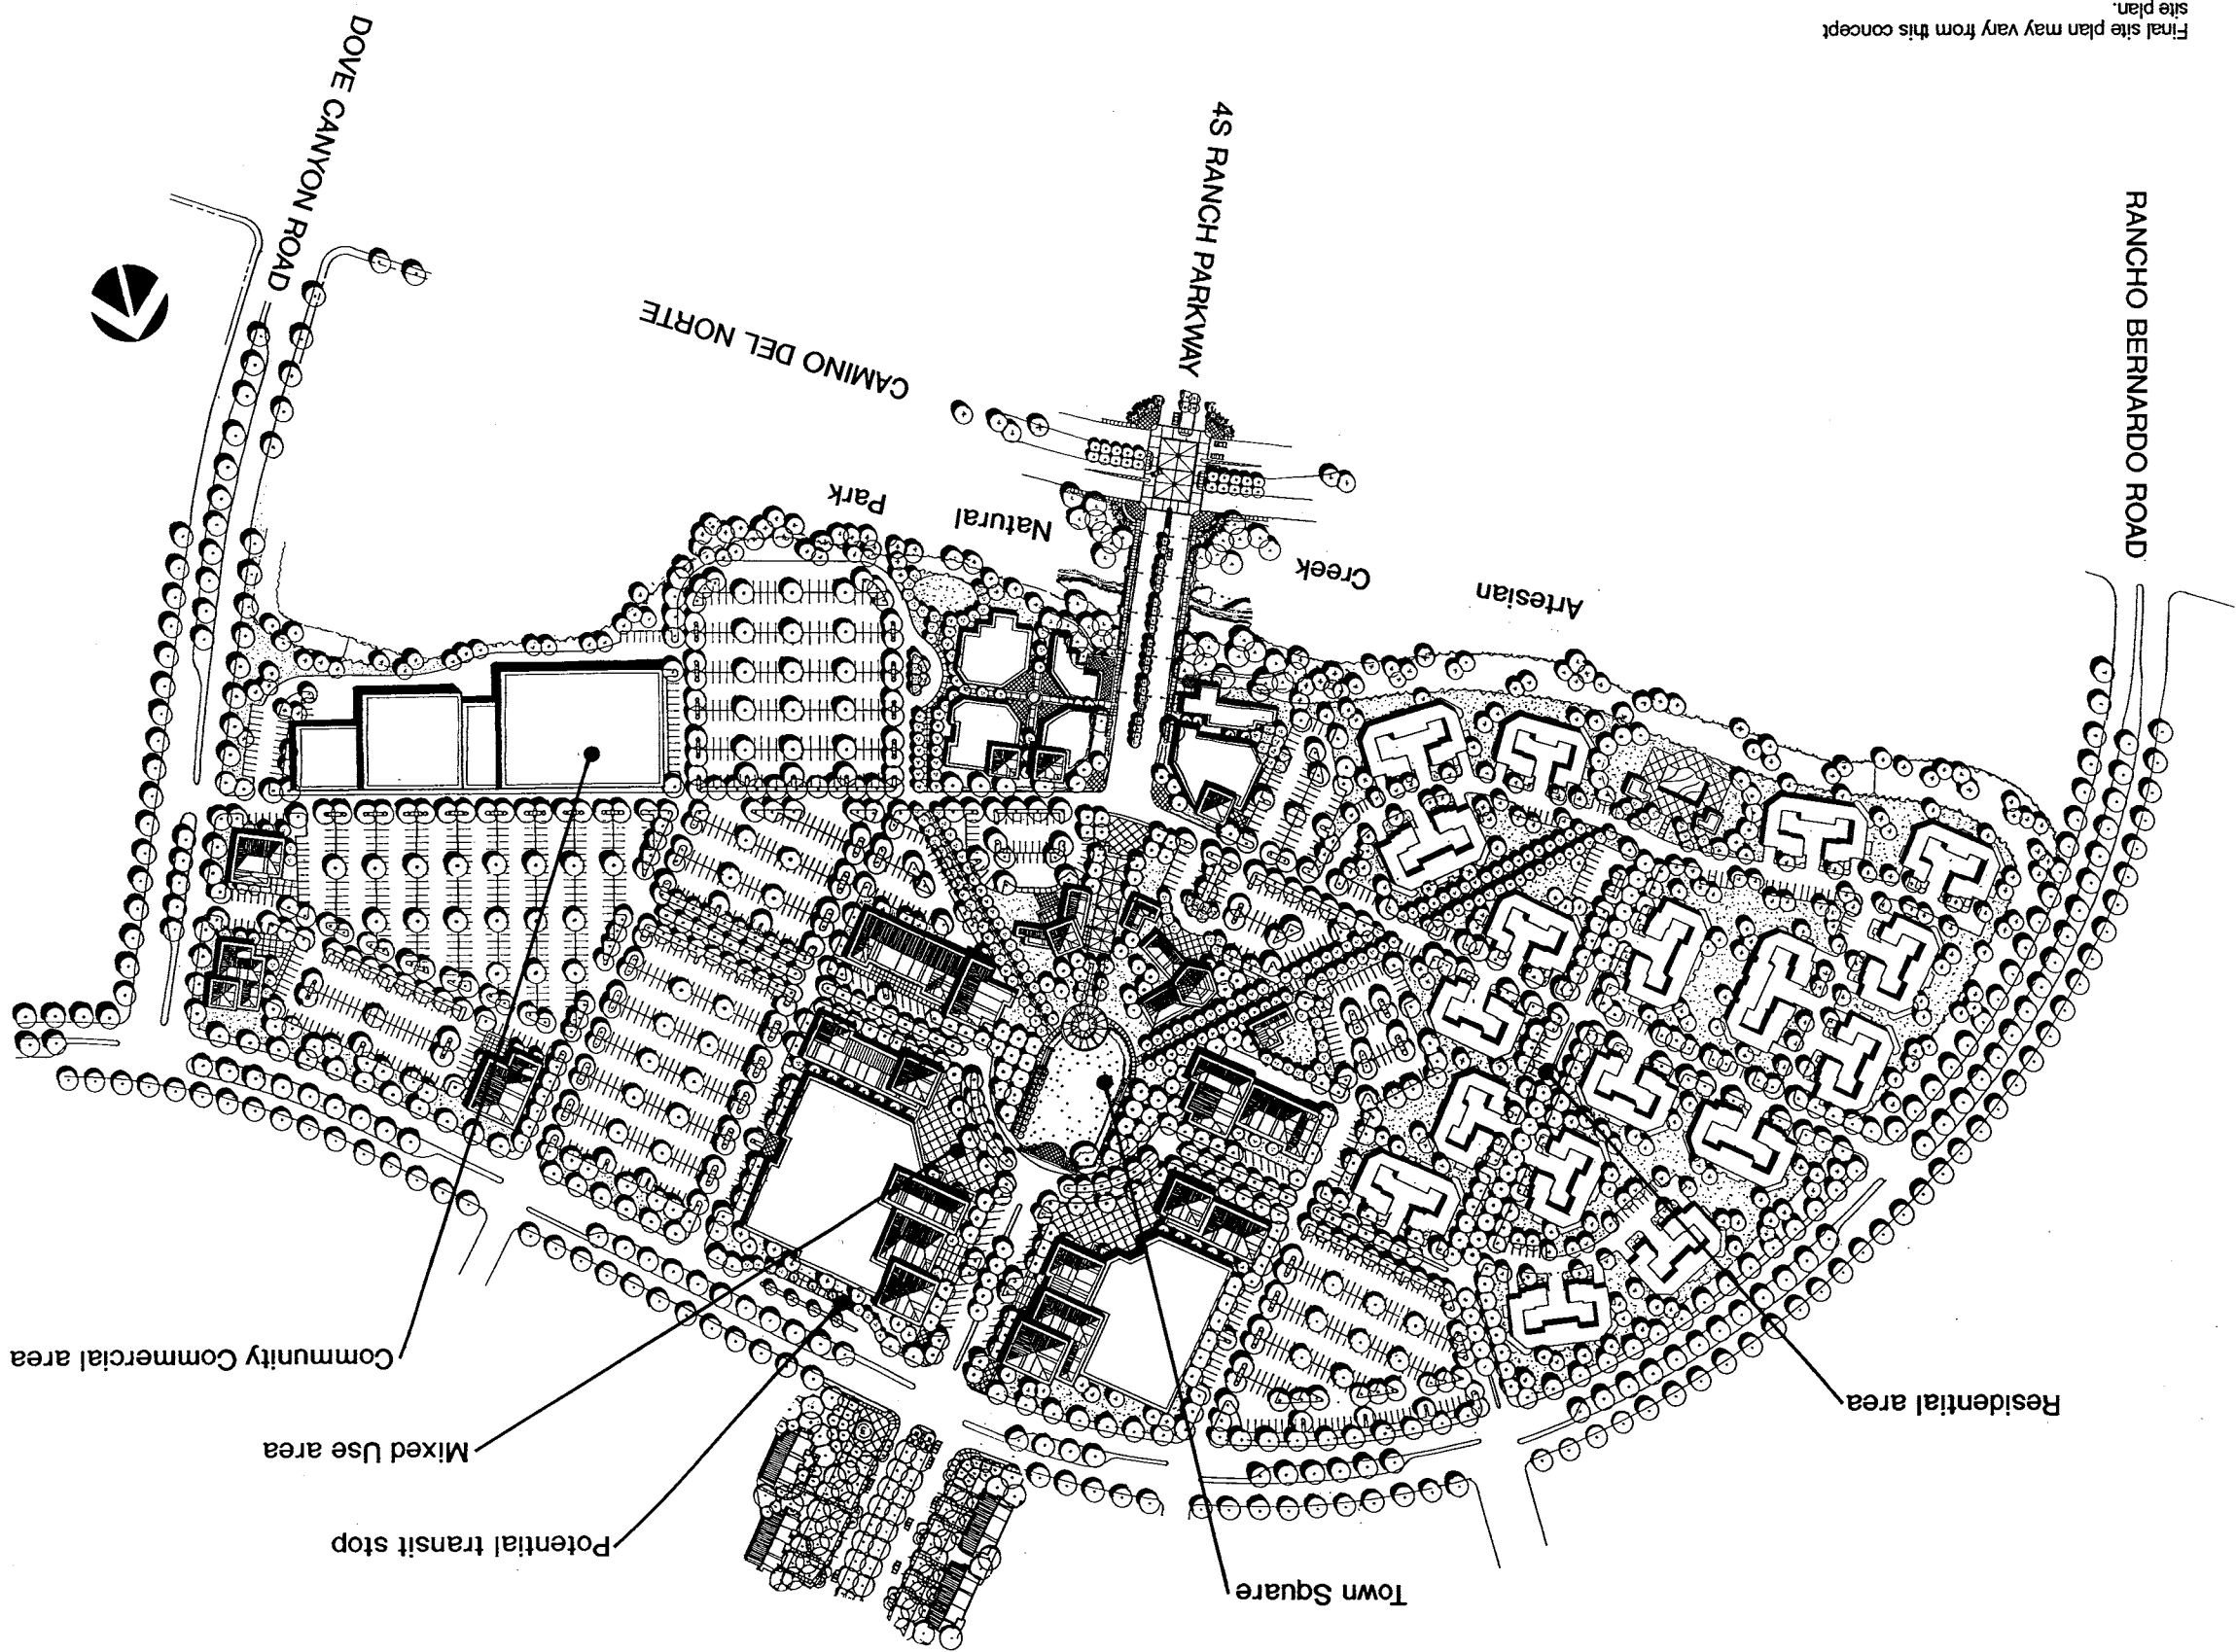 Town Square
Potential transit stop
Mixed Use area
Residential area
Community Commercial area
Artesian
Creek
Natural
Park
RANCHO BERNARDO ROAD
4S RANCH PARKWAY
CAMINO DEL NORTE
DOVE CANYON ROAD
Final site plan may vary from this concept
site plan.